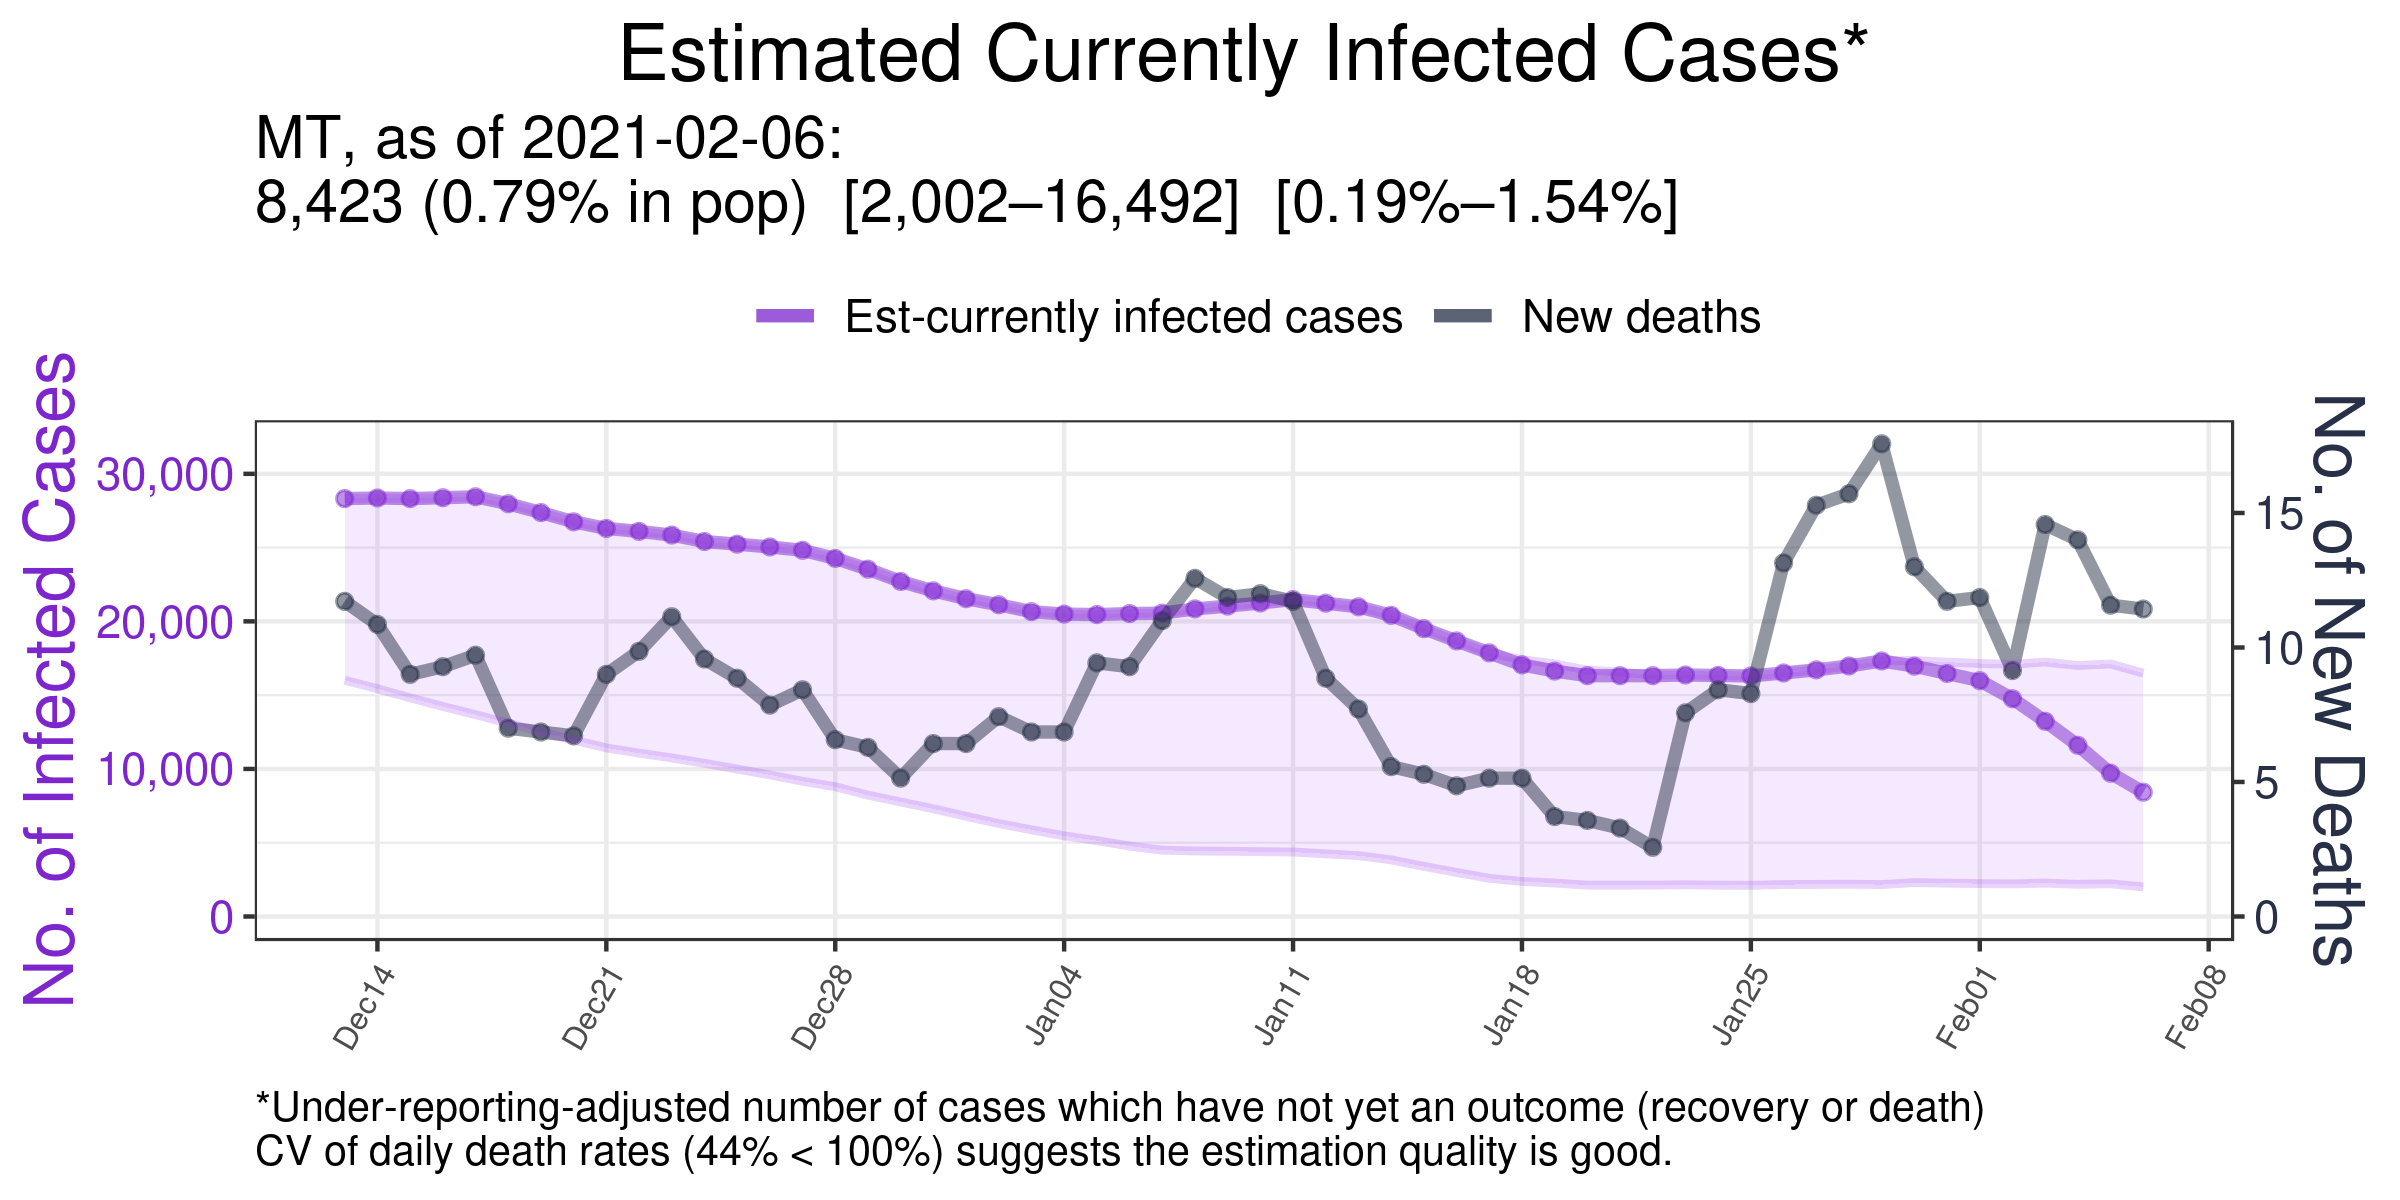 Estimated Currently Infected Cases*
MT, as of 2021-02-06:
8,423 (0.79% in pop)  [2,002–16,492]  [0.19%–1.54%]
Est-currently infected cases
New deaths
No. of Infected Cases
30,000
20,000
10,000
0
15
10
5
0
No. of New Deaths
Dec14
Dec21
Dec28
Jan04
Jan11
Jan18
Jan25
Feb01
Feb08
*Under-reporting-adjusted number of cases which have not yet an outcome (recovery or death)
CV of daily death rates (44% < 100%) suggests the estimation quality is good.